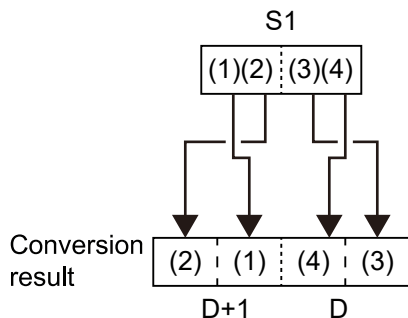 S1
(1)(2) (3)(4)
Conversion
result
(2) (1) (4) (3)
D+1 D